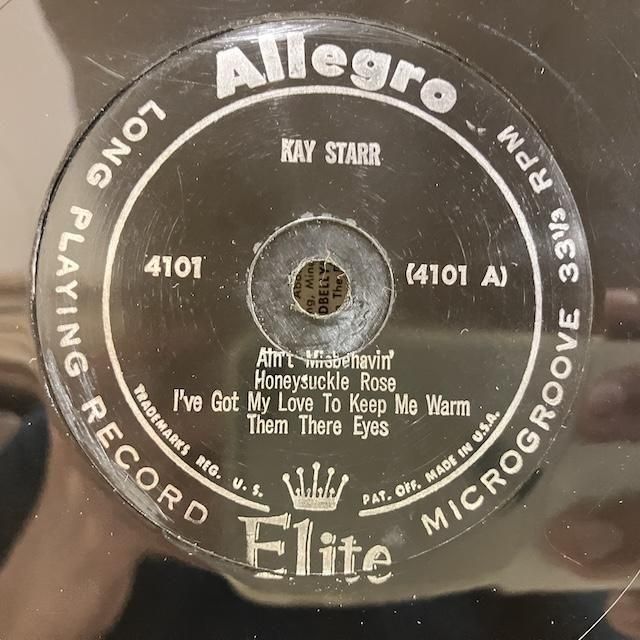 Allegro
LONG PLAYING RECORD
MICROGROOVE 33⅓ RPM
KAY STARR
4101
(4101 A)
Ain't Misbehavin'
Honeysuckle Rose
I've Got My Love To Keep Me Warm
Them There Eyes
TRADEMARKS REG. U. S.
PAT. OFF. MADE IN U.S.A.
Elite